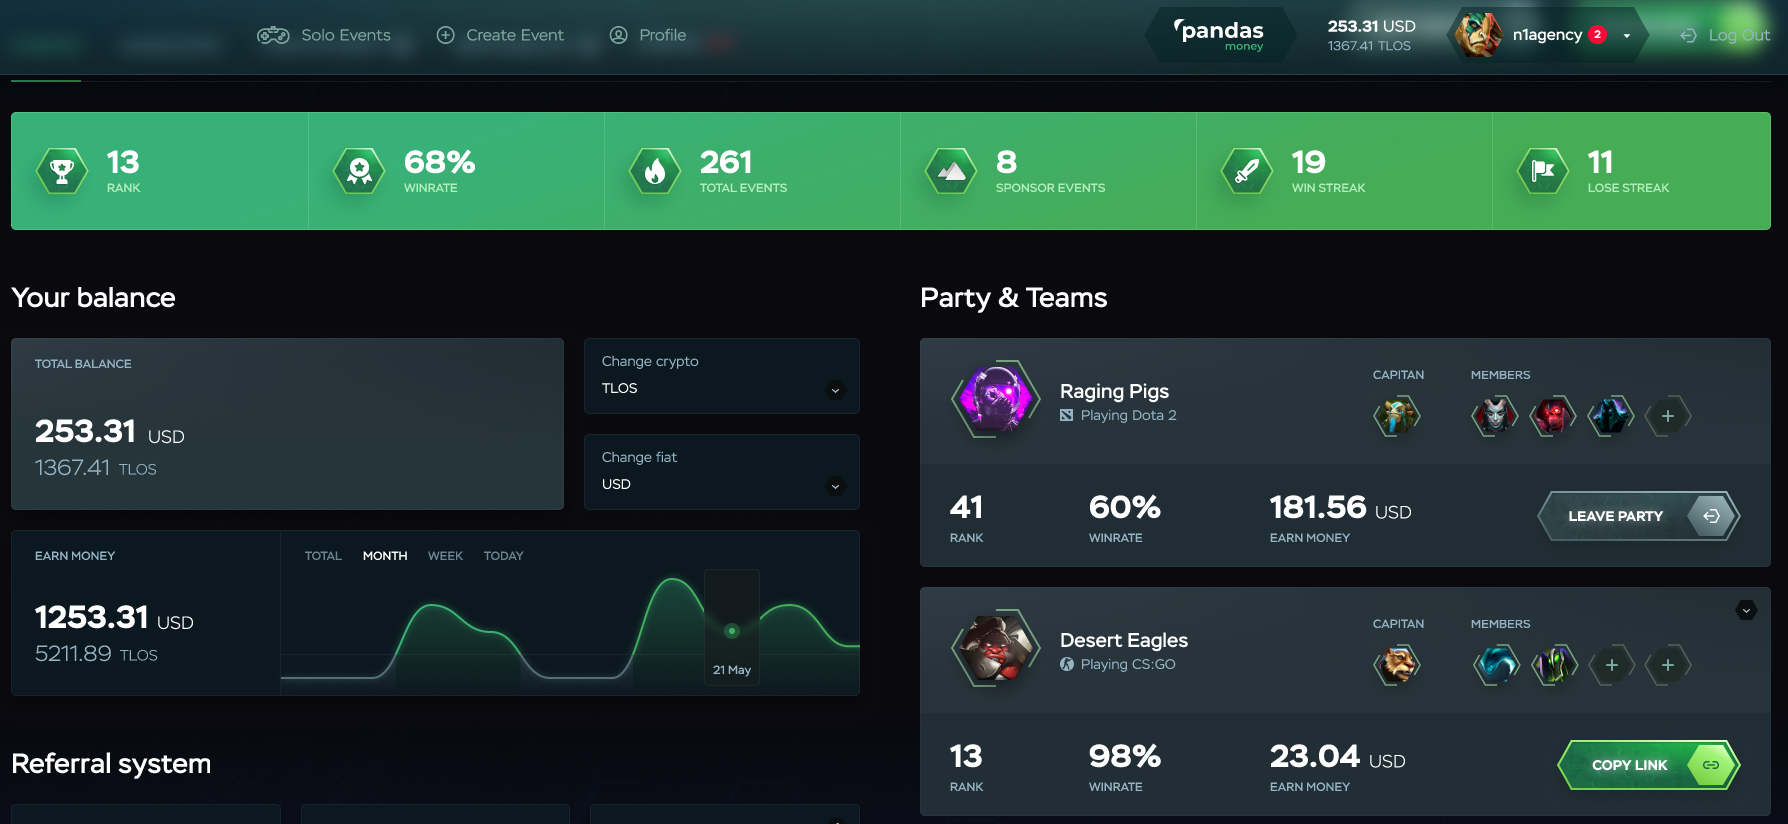 Solo Events
Create Event
Profile
pandas
money
253.31 USD
1367.41 TLOS
n1agency
2
Log Out
13
RANK
68%
WINRATE
261
TOTAL EVENTS
8
SPONSOR EVENTS
19
WIN STREAK
11
LOSE STREAK
Your balance
TOTAL BALANCE
253.31 USD
1367.41 TLOS
Change crypto
TLOS
Change fiat
USD
EARN MONEY
1253.31 USD
5211.89 TLOS
TOTAL
MONTH
WEEK
TODAY
21 May
Referral system
Party & Teams
Raging Pigs
Playing Dota 2
CAPITAN
MEMBERS
41
RANK
60%
WINRATE
181.56 USD
EARN MONEY
LEAVE PARTY
Desert Eagles
Playing CS:GO
CAPITAN
MEMBERS
13
RANK
98%
WINRATE
23.04 USD
EARN MONEY
COPY LINK